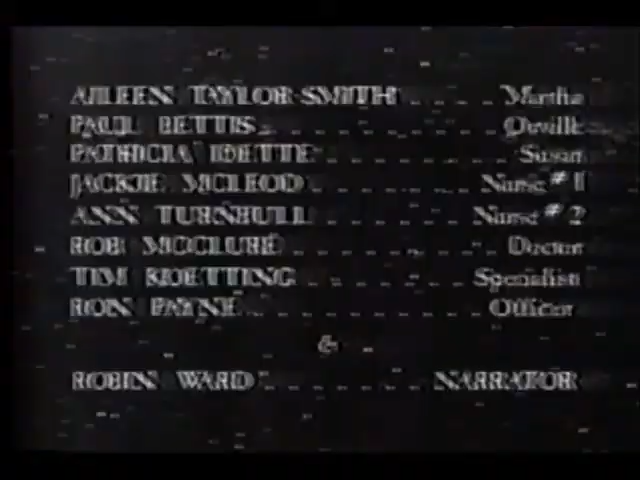 AILEEN TAYLOR-SMITH .... Martha
PAUL BETTIS .......... Orville
PATRICIA IDETTE ........ Susan
JACKIE MCLEOD ....... Nurse #1
ANN TURNBULL ....... Nurse #2
ROB MCCLURE ......... Doctor
TIM KOETTING ....... Specialist
RON PAYNE .......... Officer
&
ROBIN WARD ....... NARRATOR